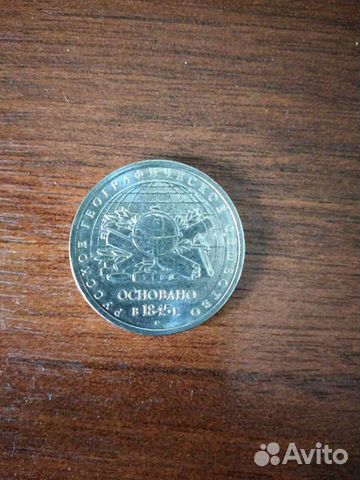 РУССКОЕ ГЕОГРАФИЧЕСКОЕ ОБЩЕСТВО
ОСНОВАНО
В 1845 г.
Avito